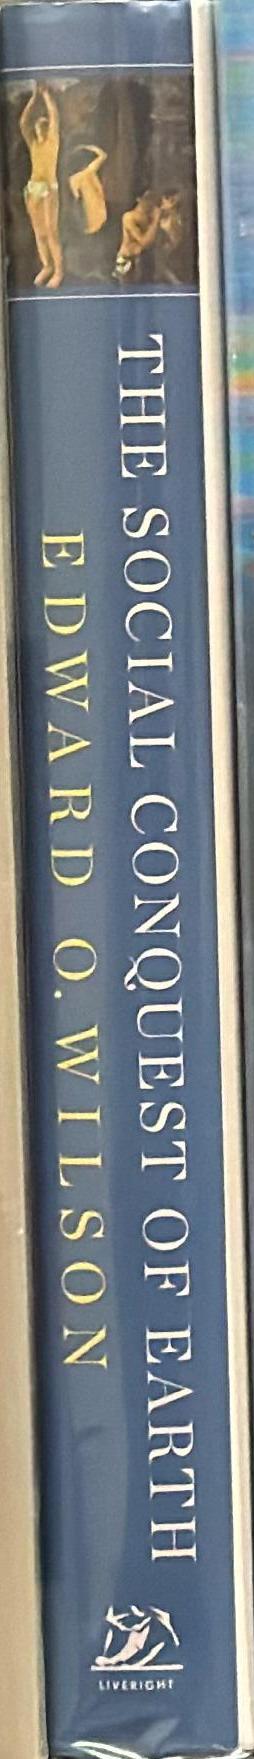 THE SOCIAL CONQUEST OF EARTH
EDWARD O. WILSON
LIVERIGHT